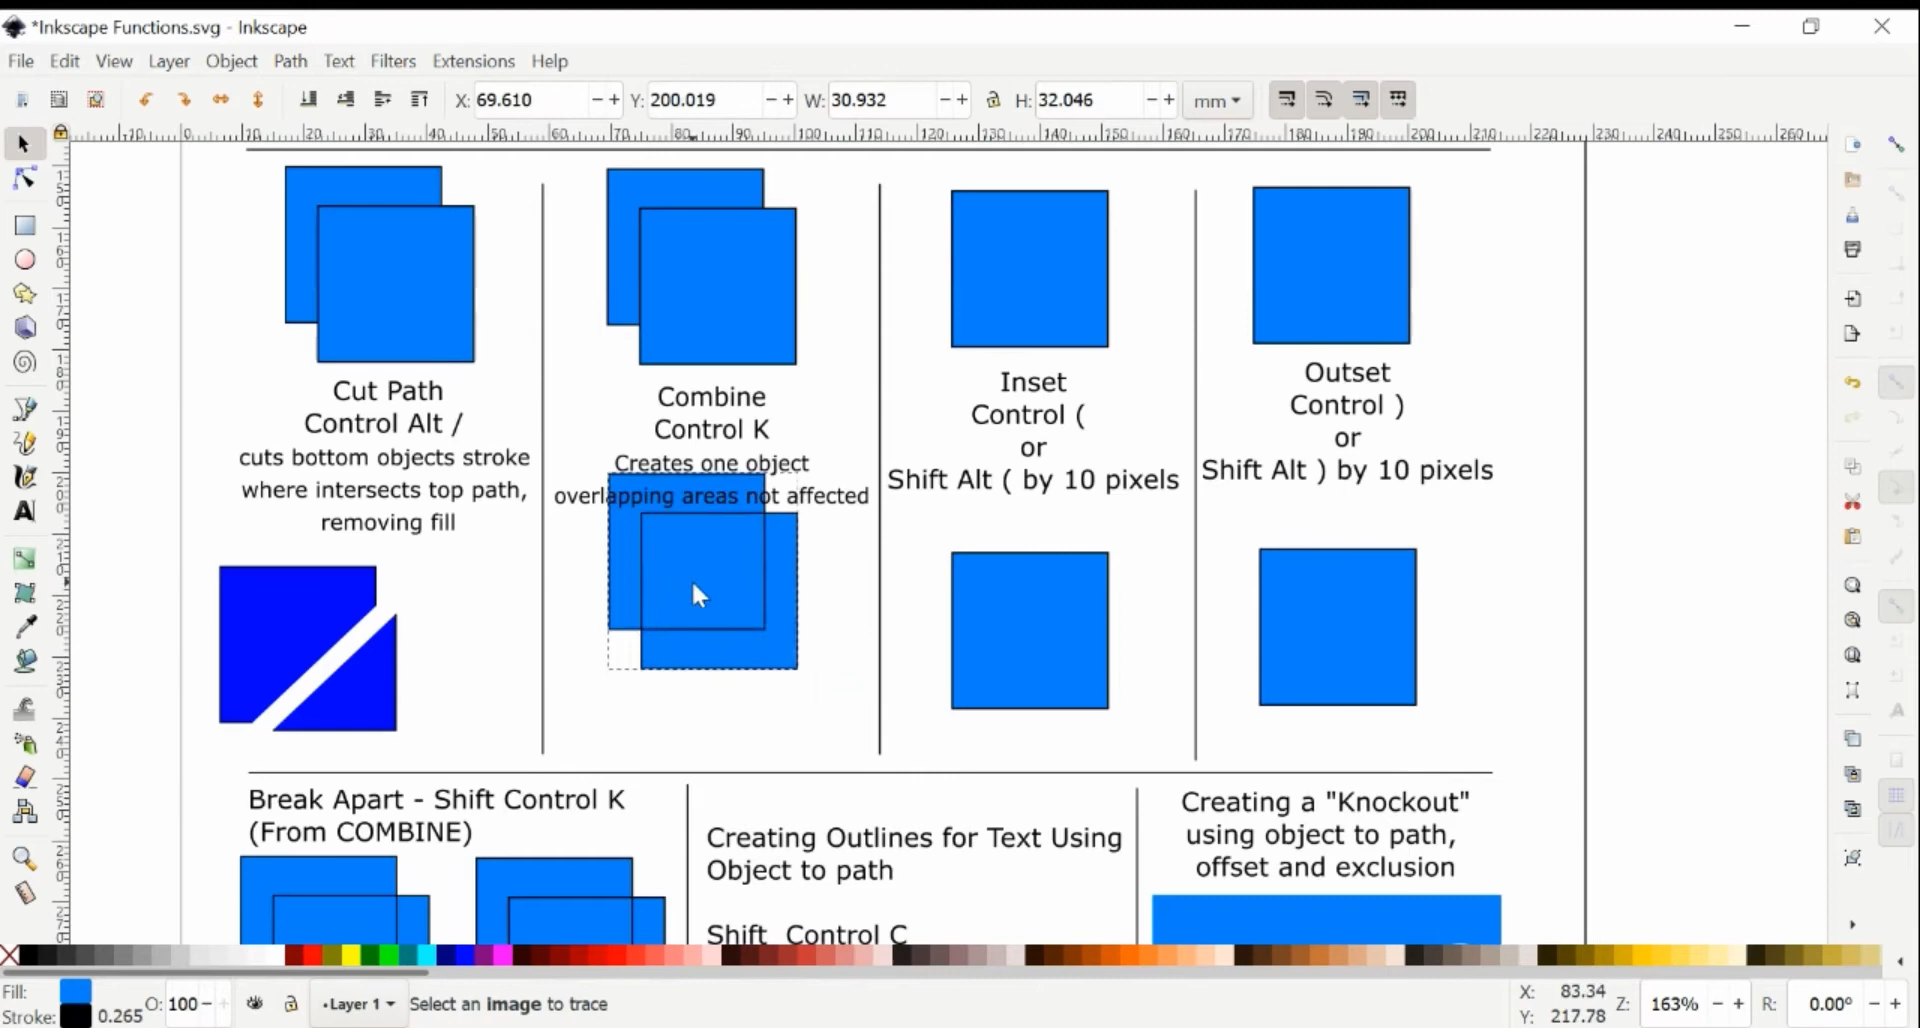 *Inkscape Functions.svg - Inkscape
File Edit View Layer Object Path Text Filters Extensions Help
X: 69.610 - + Y: 200.019 - + W: 30.932 - + H: 32.046 - + mm
Cut Path
Control Alt /
cuts bottom objects stroke
where intersects top path,
removing fill
Combine
Control K
Creates one object
overlapping areas not affected
Inset
Control (
or
Shift Alt ( by 10 pixels
Outset
Control )
or
Shift Alt ) by 10 pixels
Break Apart - Shift Control K
(From COMBINE)
Creating Outlines for Text Using
Object to path
Shift Control C
Creating a "Knockout"
using object to path,
offset and exclusion
Fill:
Stroke: 0.265
O: 100 - +
•Layer 1
Select an image to trace
X: 83.34
Y: 217.78
Z: 163% - +
R: 0.00° - +